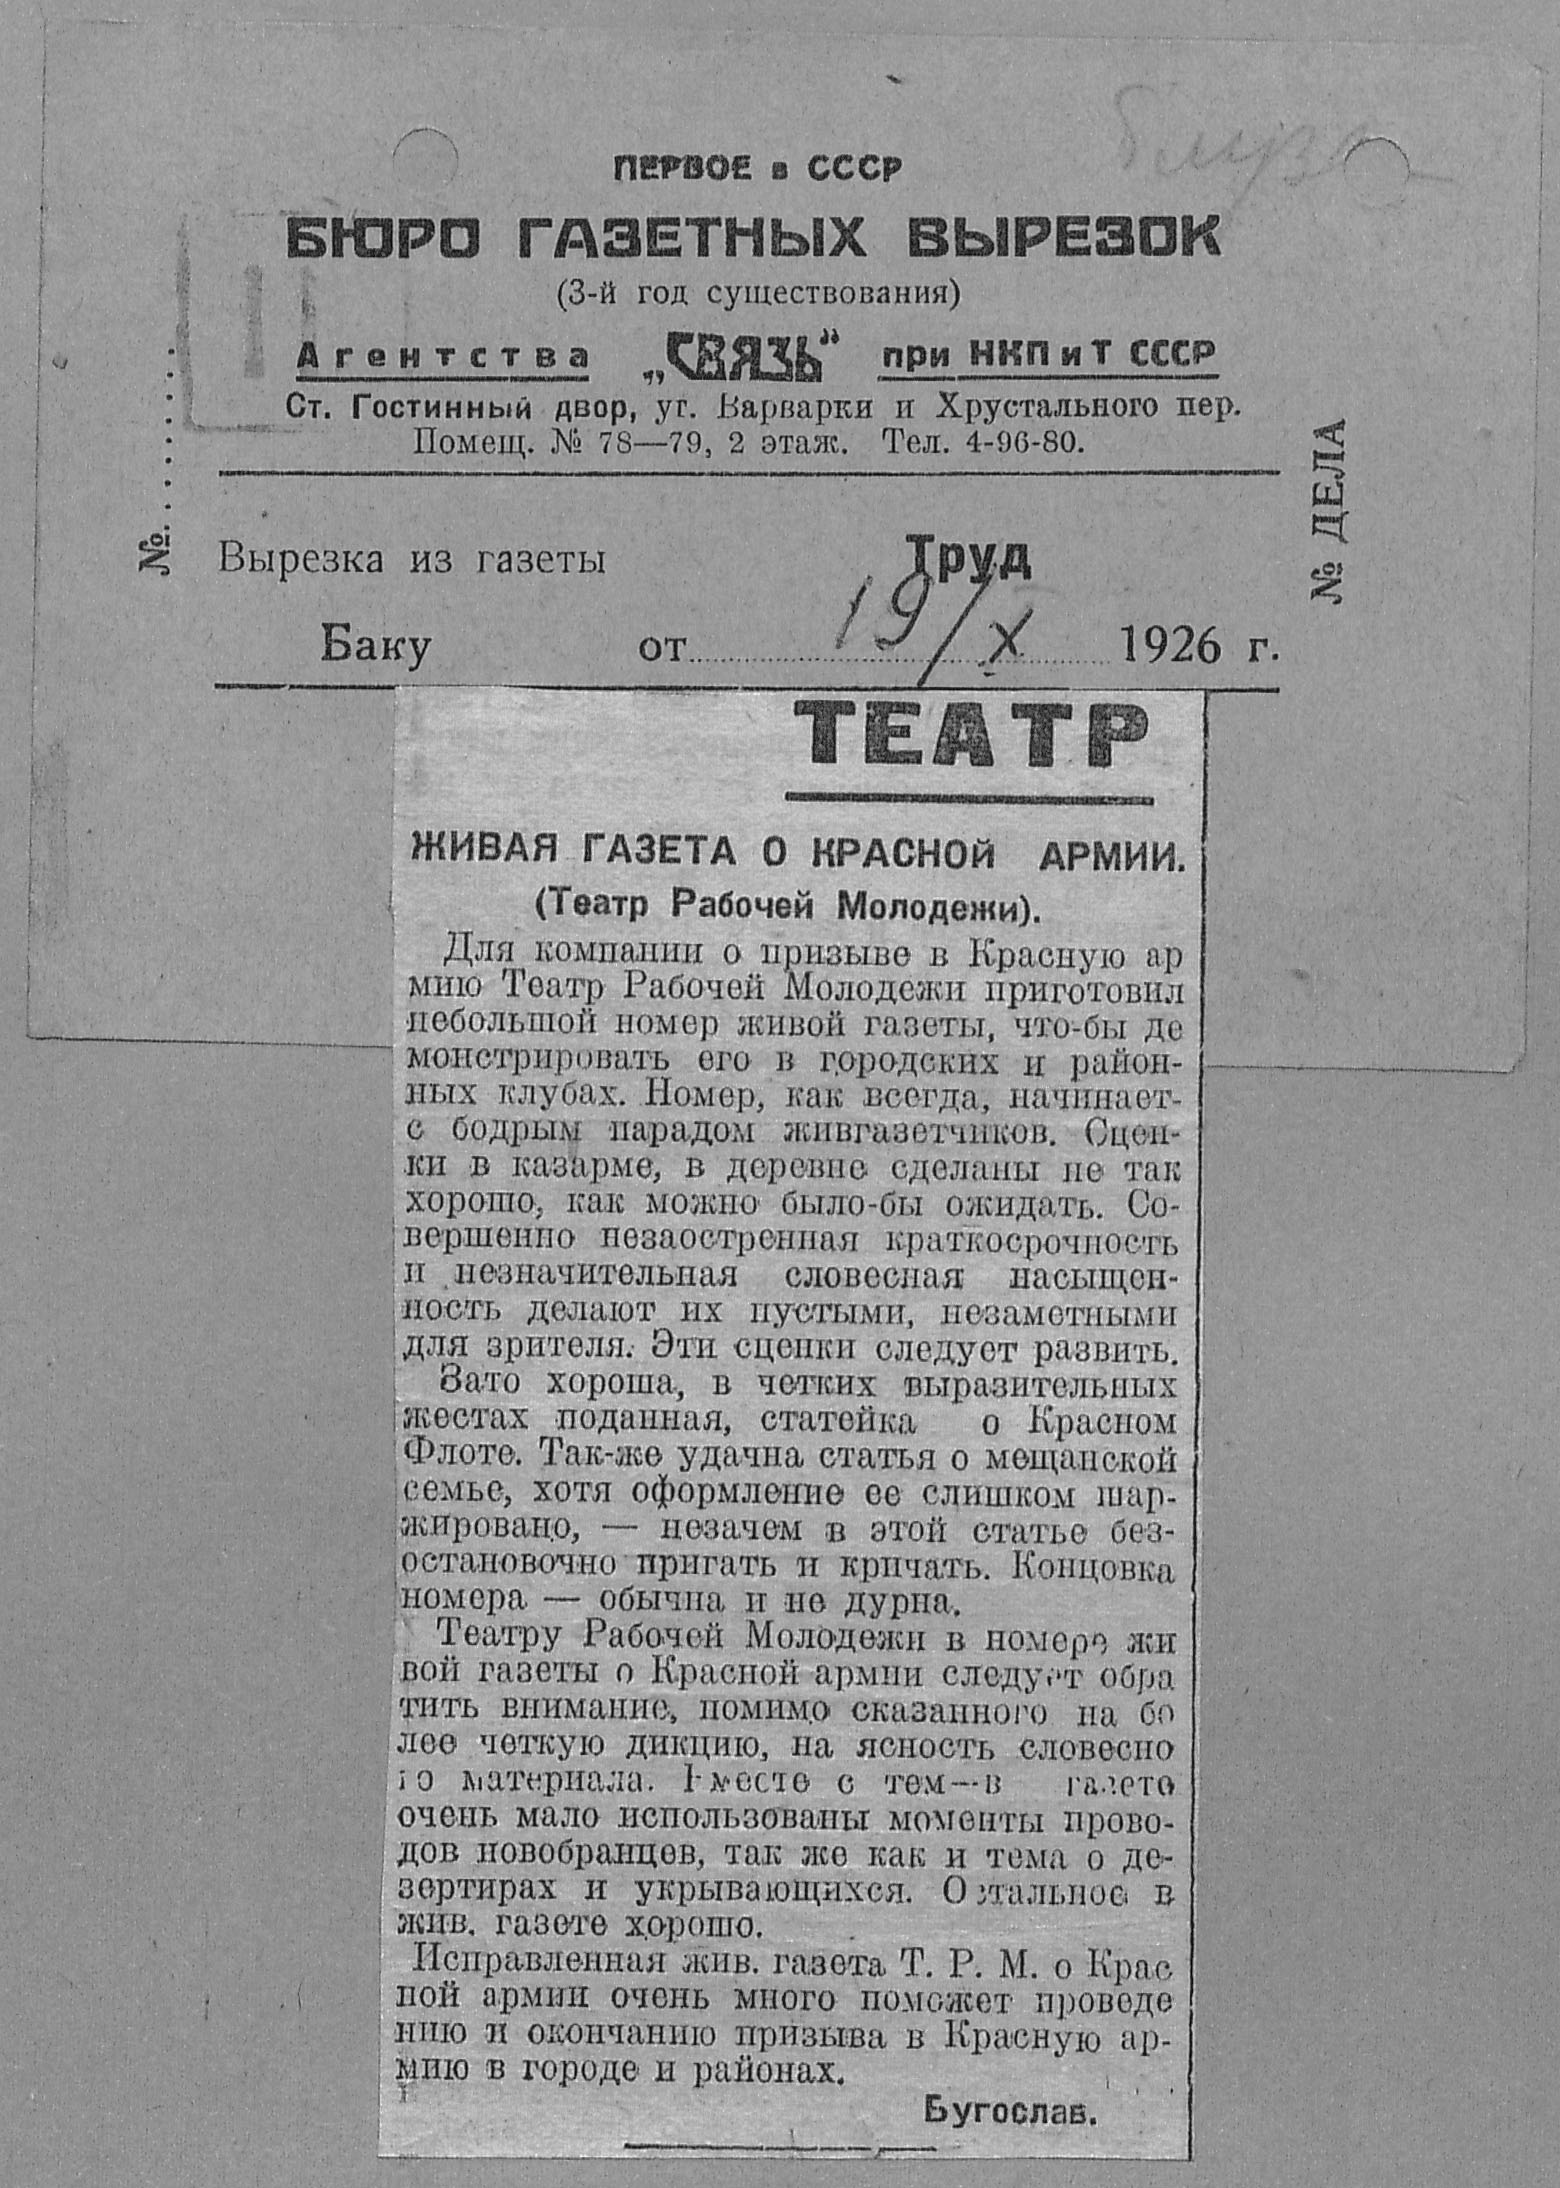 ПЕРВОЕ в СССР
БЮРО ГАЗЕТНЫХ ВЫРЕЗОК
(3-й год существования)
Агентства „СВЯЗЬ“ при НКПиТ СССР
Ст. Гостинный двор, уг. Варварки и Хрустального пер.
Помещ. № 78—79, 2 этаж. Тел. 4-96-80.
№
№ ДЕЛА
Вырезка из газеты Труд
Баку от 19/X 1926 г.
ТЕАТР
ЖИВАЯ ГАЗЕТА О КРАСНОЙ АРМИИ.
(Театр Рабочей Молодежи).
Для компании о призыве в Красную ар
мию Театр Рабочей Молодежи приготовил
небольшой номер живой газеты, что-бы де
монстрировать его в городских и район-
ных клубах. Номер, как всегда, начинает-
с бодрым парадом живгазетчиков. Сцен-
ки в казарме, в деревне сделаны не так
хорошо, как можно было-бы ожидать. Со-
вершенно незаостренная краткосрочность
и незначительная словесная насыщен-
ность делают их пустыми, незаметными
для зрителя. Эти сценки следует развить.
Зато хороша, в четких выразительных
жестах поданная, статейка о Красном
Флоте. Так-же удачна статья о мещанской
семье, хотя оформление ее слишком шар-
жировано, — незачем в этой статье без-
остановочно пригать и кричать. Концовка
номера — обычна и не дурна.
Театру Рабочей Молодежи в номере жи
вой газеты о Красной армии следует обра
тить внимание, помимо сказанного на бо
лее четкую дикцию, на ясность словесно
го материала. Вместе с тем—в газете
очень мало использованы моменты прово-
дов новобранцев, так же как и тема о де-
зертирах и укрывающихся. Остальное в
жив. газете хорошо.
Исправленная жив. газета Т. Р. М. о Крас
ной армии очень много поможет проведе
нию и окончанию призыва в Красную ар-
мию в городе и районах.
Бугослав.